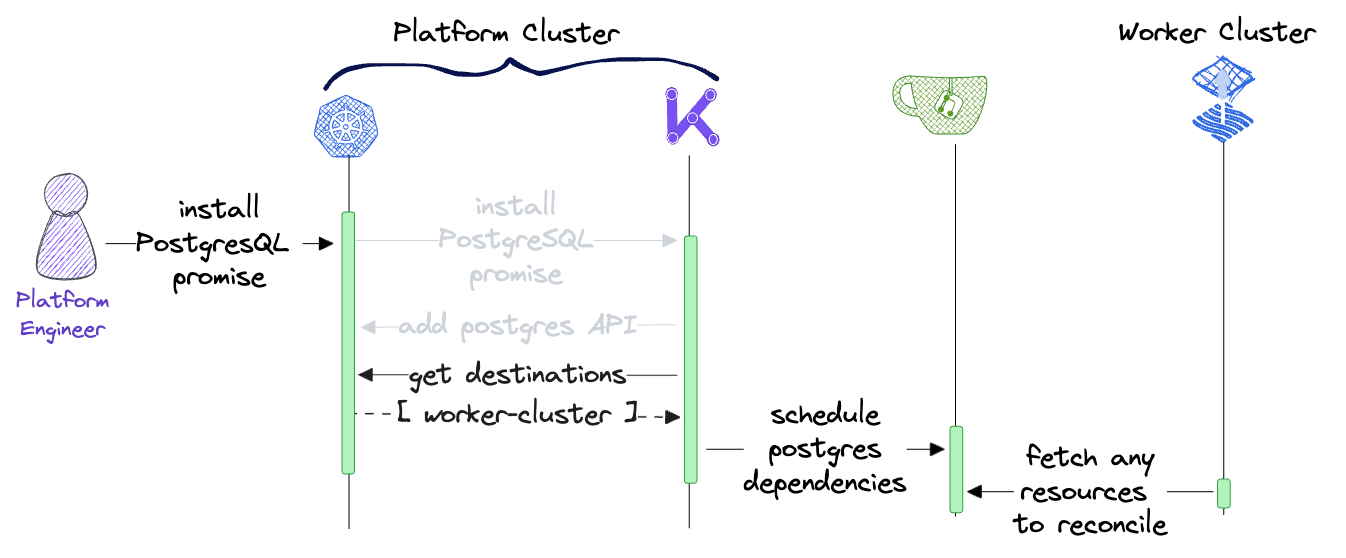 Platform Cluster
Worker Cluster
install
PostgresQL
promise
Platform
Engineer
install
PostgreSQL
promise
add postgres API
get destinations
[ worker-cluster ]
schedule
postgres
dependencies
fetch any
resources
to reconcile